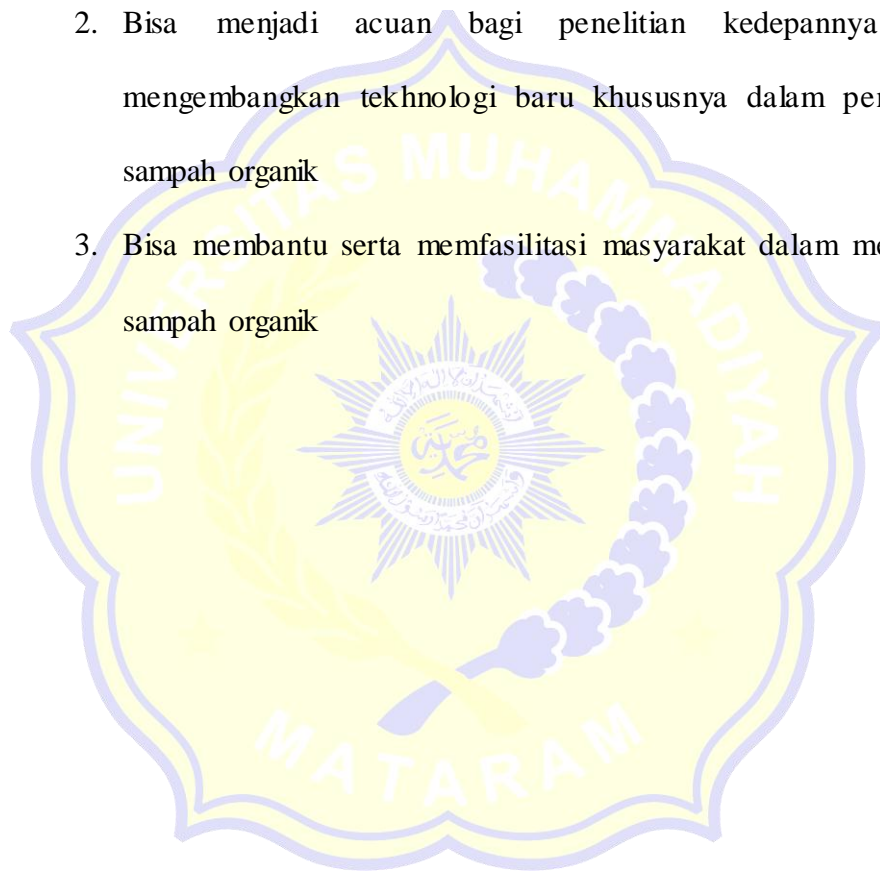 2. Bisa menjadi acuan bagi penelitian kedepannya
mengembangkan tekhnologi baru khususnya dalam per
sampah organik
3. Bisa membantu serta memfasilitasi masyarakat dalam
sampah organik
UNIVERSITAS MUHAMMADIYAH
MATARAM